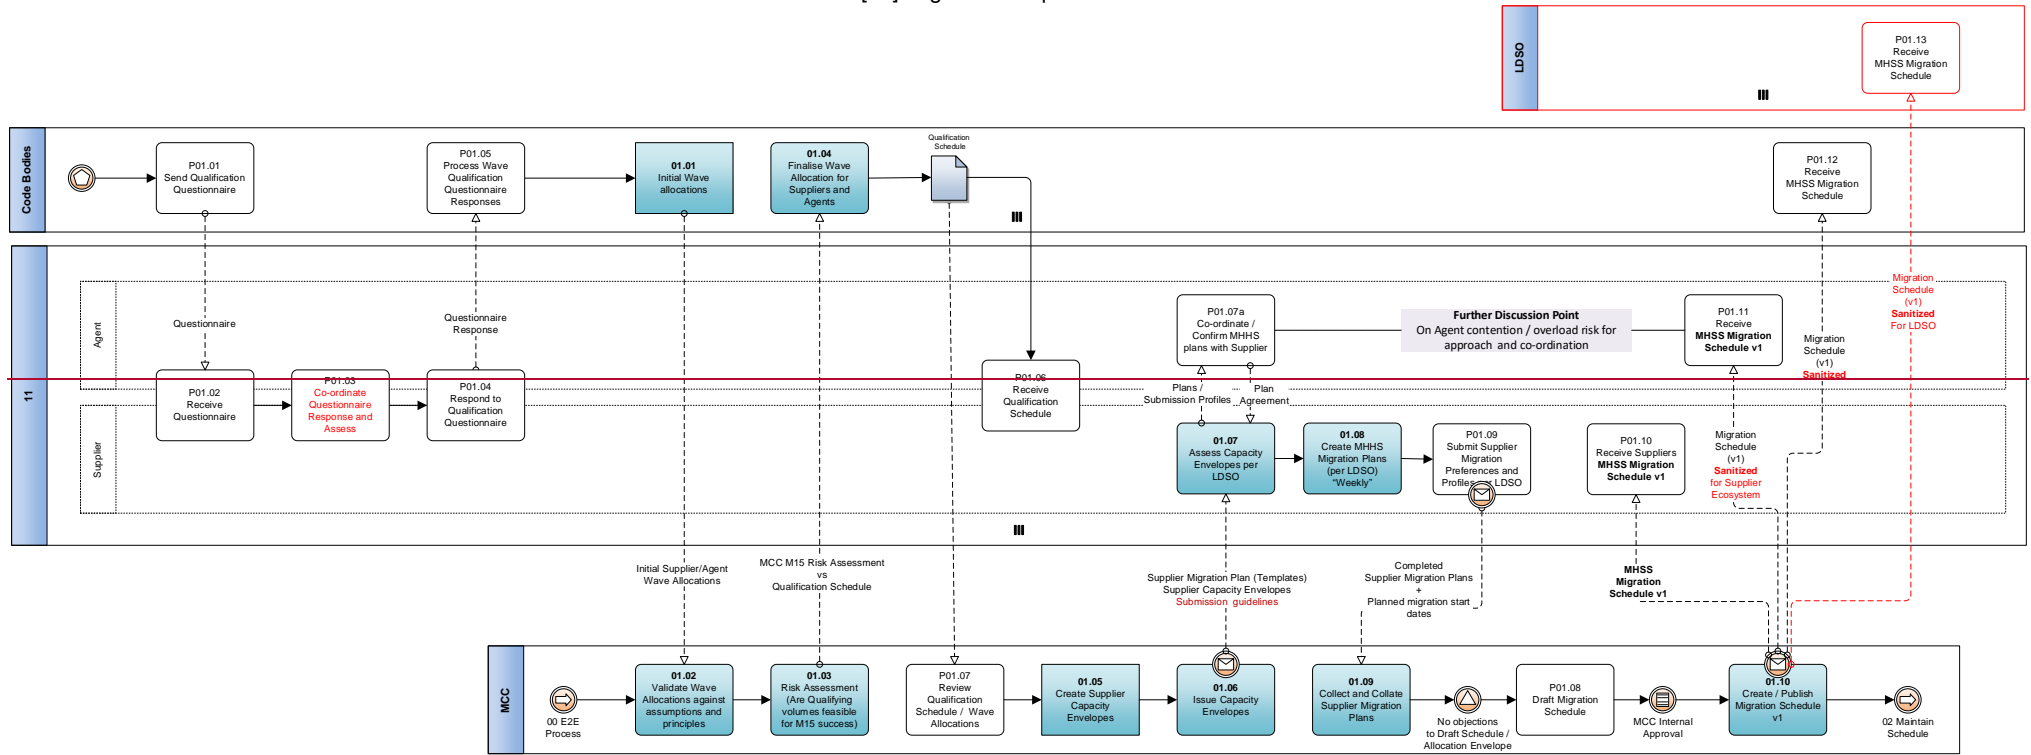 LDSO
P01.13
Receive
MHSS Migration
Schedule
Code Bodies
P01.01
Send Qualification
Questionnaire
P01.05
Process Wave
Qualification
Questionnaire
Responses
01.01
Initial Wave
allocations
01.04
Finalise Wave
Allocation for
Suppliers and
Agents
Qualification
Schedule
P01.12
Receive
MHSS Migration
Schedule
11
Agent
Supplier
Questionnaire
Questionnaire
Response
P01.02
Receive
Questionnaire
P01.03
Co-ordinate
Questionnaire
Response and
Assess
P01.04
Respond to
Qualification
Questionnaire
P01.06
Receive
Qualification
Schedule
P01.07a
Co-ordinate /
Confirm MHHS
plans with Supplier
Further Discussion Point
On Agent contention / overload risk for
approach and co-ordination
P01.11
Receive
MHSS Migration
Schedule v1
Migration
Schedule
(v1)
Sanitized
Migration
Schedule
(v1)
Sanitized
For LDSO
Plans /
Submission Profiles
Plan
Agreement
01.07
Assess Capacity
Envelopes per
LDSO
01.08
Create MHHS
Migration Plans
(per LDSO)
“Weekly”
P01.09
Submit Supplier
Migration
Preferences and
Profiles per LDSO
P01.10
Receive Suppliers
MHSS Migration
Schedule v1
Migration
Schedule
(v1)
Sanitized
for Supplier
Ecosystem
Initial Supplier/Agent
Wave Allocations
MCC M15 Risk Assessment
vs
Qualification Schedule
Supplier Migration Plan (Templates)
Supplier Capacity Envelopes
Submission guidelines
Completed
Supplier Migration Plans
+
Planned migration start
dates
MHSS
Migration
Schedule v1
MCC
00 E2E
Process
01.02
Validate Wave
Allocations against
assumptions and
principles
01.03
Risk Assessment
(Are Qualifying
volumes feasible
for M15 success)
P01.07
Review
Qualification
Schedule / Wave
Allocations
01.05
Create Supplier
Capacity
Envelopes
01.06
Issue Capacity
Envelopes
01.09
Collect and Collate
Supplier Migration
Plans
No objections
to Draft Schedule /
Allocation Envelope
P01.08
Draft Migration
Schedule
MCC Internal
Approval
01.10
Create / Publish
Migration Schedule
v1
02 Maintain
Schedule